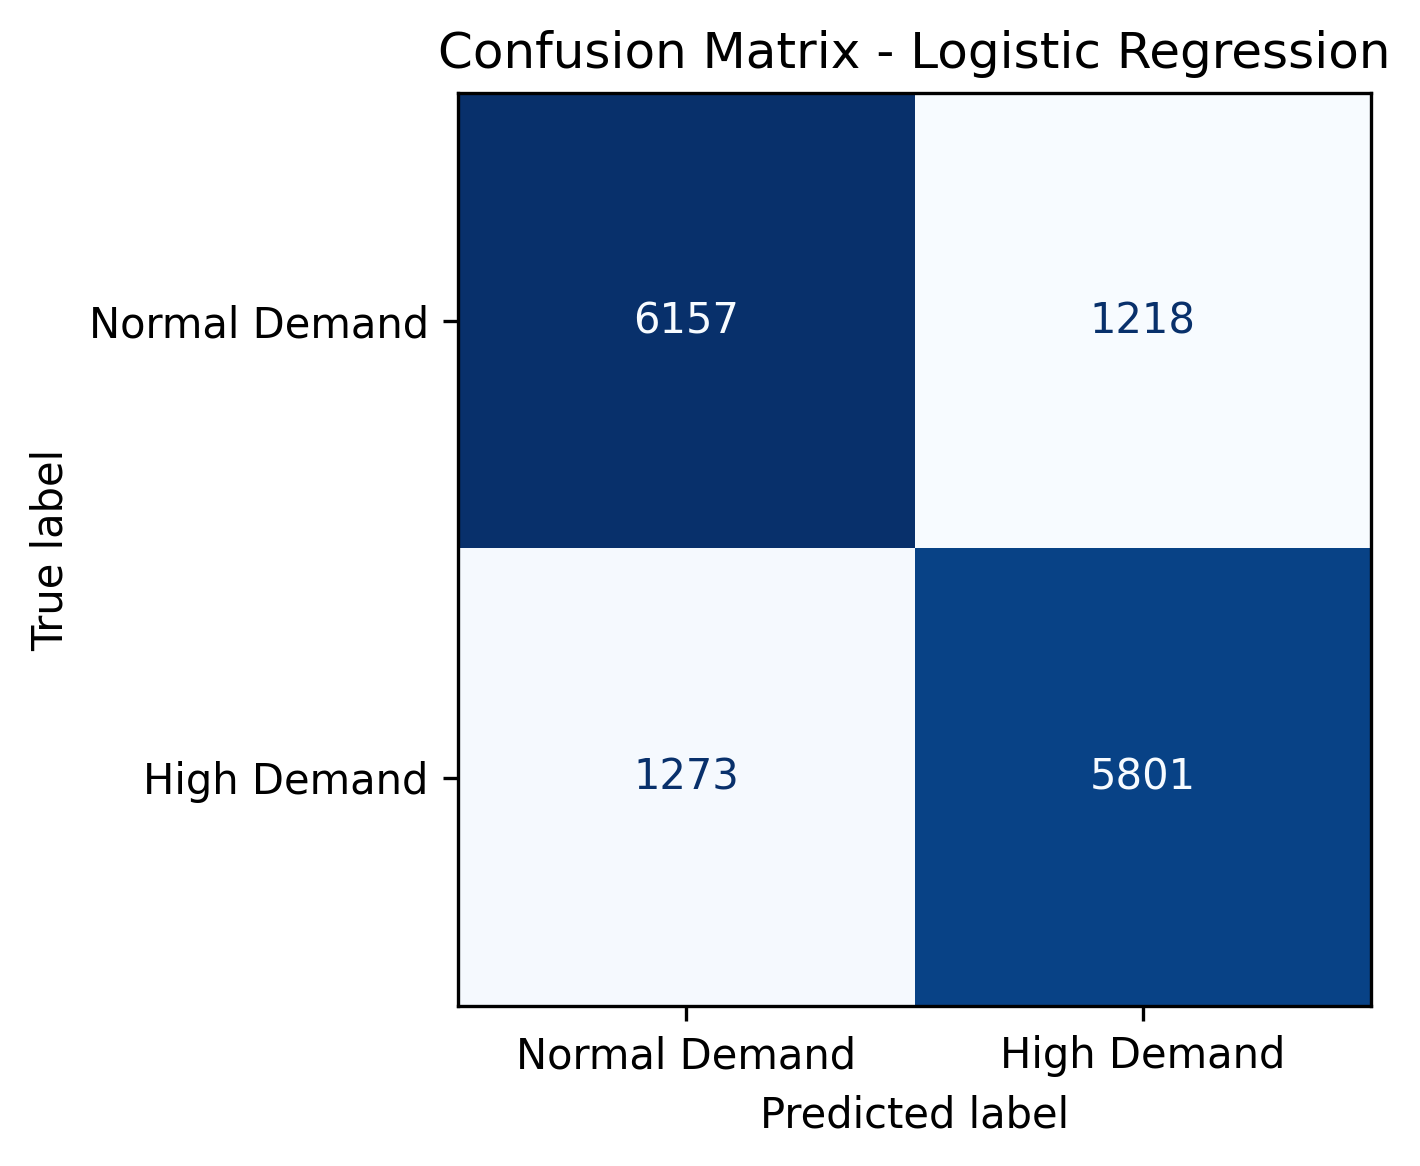 Confusion Matrix - Logistic Regression
Normal Demand
6157
1218
True label
High Demand
1273
5801
Normal Demand
High Demand
Predicted label